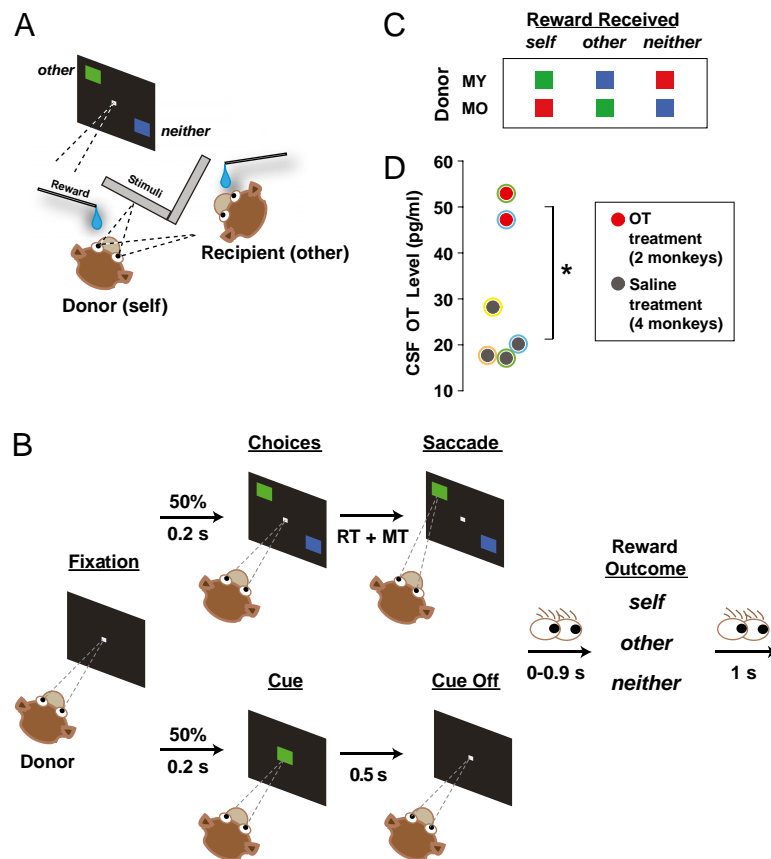 A
other
neither
Reward
Stimuli
Recipient (other)
Donor (self)
C
Reward Received
self other neither
Donor
MY
MO
D
CSF OT Level (pg/ml)
60
50
40
30
20
10
*
OT
treatment
(2 monkeys)
Saline
treatment
(4 monkeys)
B
Choices
Saccade
50%
0.2 s
RT + MT
Fixation
Donor
Reward
Outcome
self
other
neither
0-0.9 s
1 s
Cue
Cue Off
50%
0.2 s
0.5 s